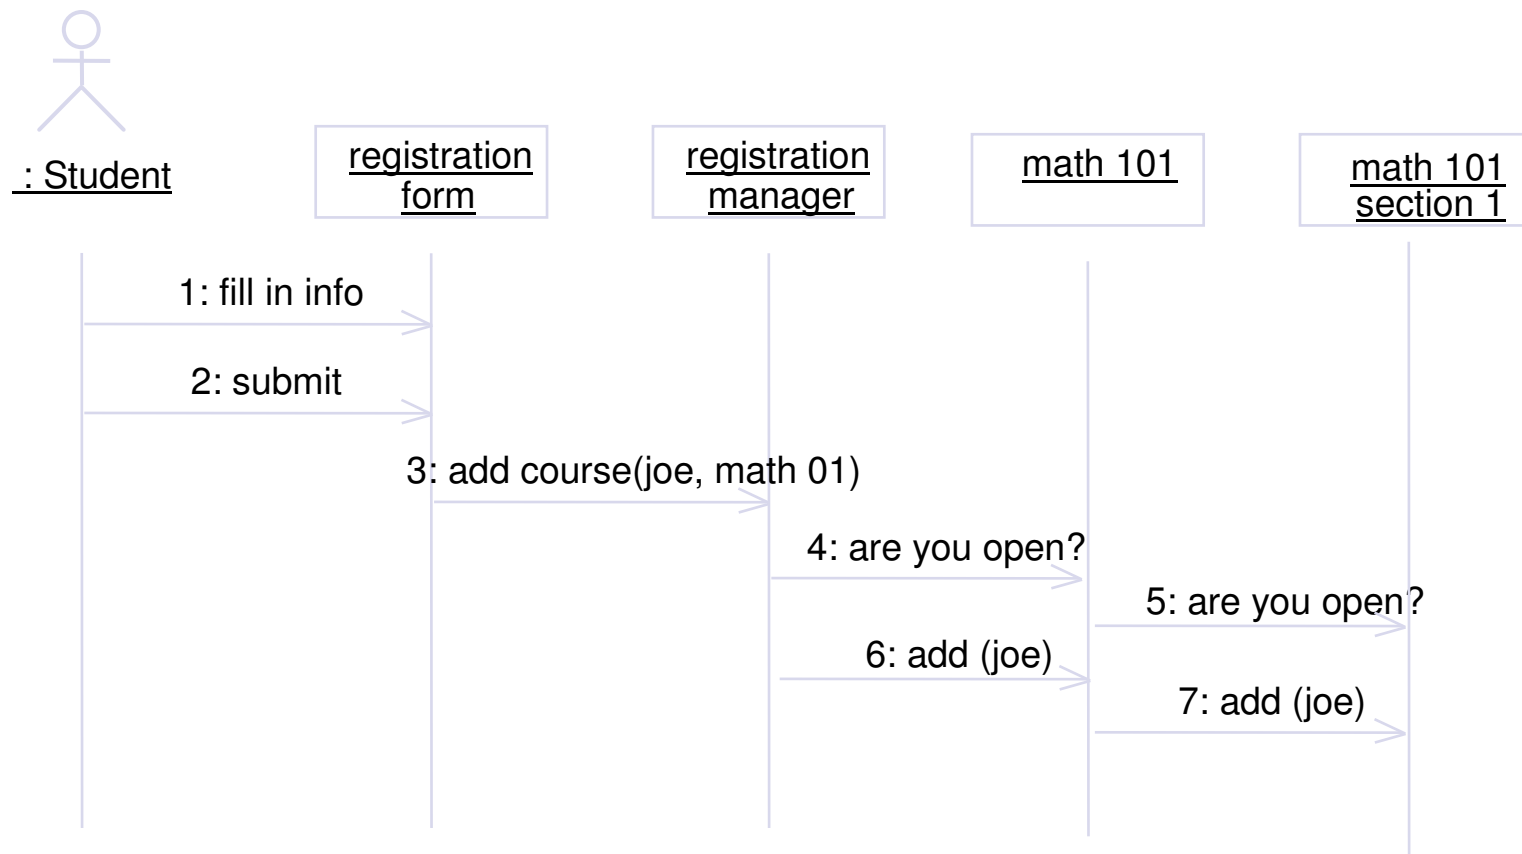 : Student
registration
form
registration
manager
math 101
math 101
section 1
1: fill in info
2: submit
3: add course(joe, math 01)
4: are you open?
5: are you open?
6: add (joe)
7: add (joe)